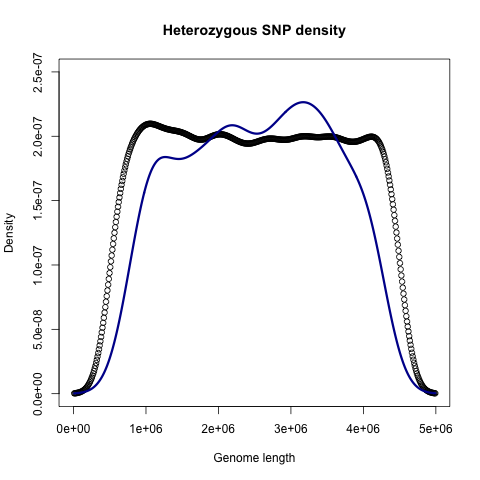 Heterozygous SNP density
Density
2.5e-07
2.0e-07
1.5e-07
1.0e-07
5.0e-08
0.0e+00
0e+00 1e+06 2e+06 3e+06 4e+06 5e+06
Genome length